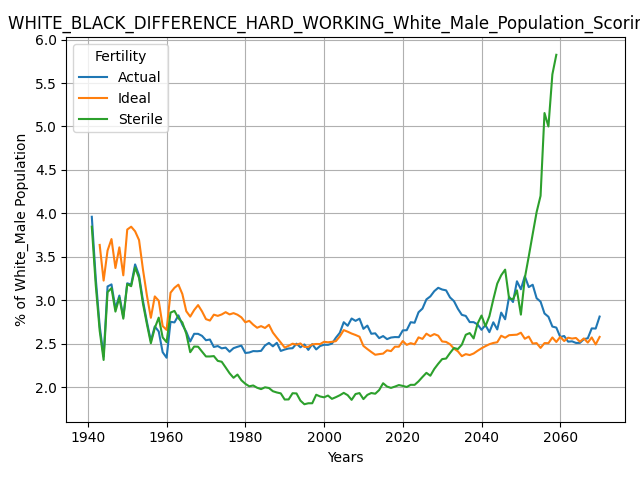 WHITE_BLACK_DIFFERENCE_HARD_WORKING_White_Male_Population_Scorin
Fertility
Actual
Ideal
Sterile
% of White_Male Population
6.0
5.5
5.0
4.5
4.0
3.5
3.0
2.5
2.0
1940
1960
1980
2000
2020
2040
2060
Years